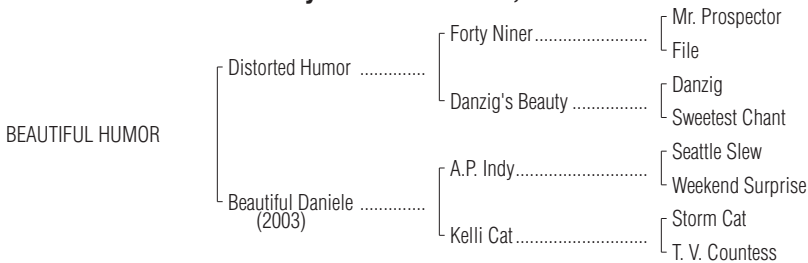 Mr. Prospector
Forty Niner
File
Distorted Humor
Danzig
Danzig's Beauty
Sweetest Chant
BEAUTIFUL HUMOR
Seattle Slew
A.P. Indy
Weekend Surprise
Beautiful Daniele
(2003)
Storm Cat
Kelli Cat
T. V. Countess